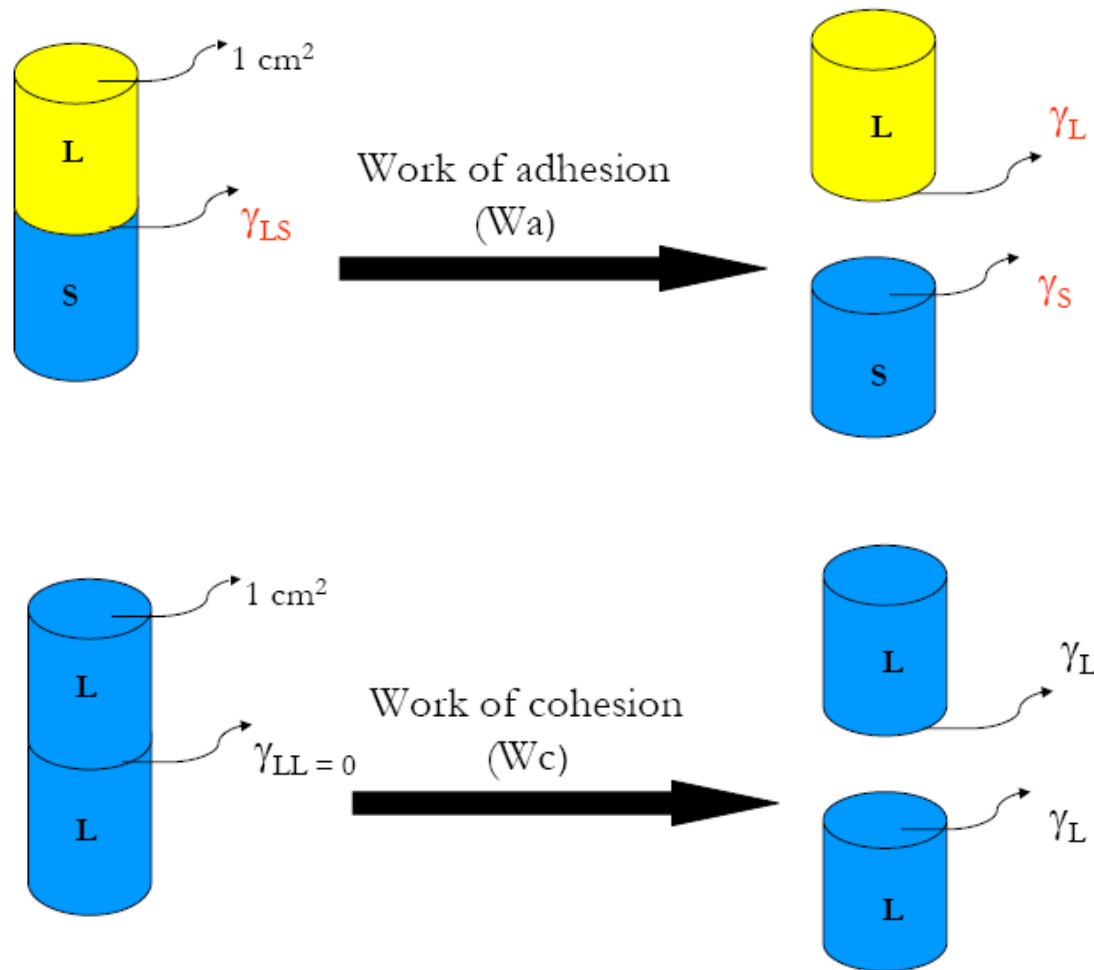 1 cm²
L
γLS
S
Work of adhesion
(Wa)
L
γL
γS
S
1 cm²
L
γLL = 0
L
Work of cohesion
(Wc)
L
γL
γL
L